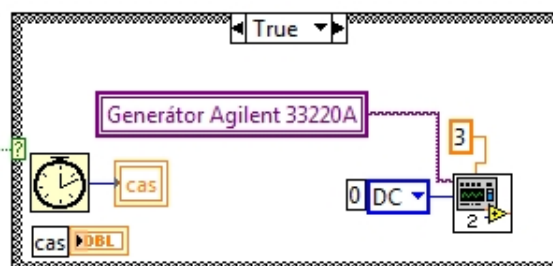 True
Generátor Agilent 33220A
3
?
cas
0 DC
2
cas DBL